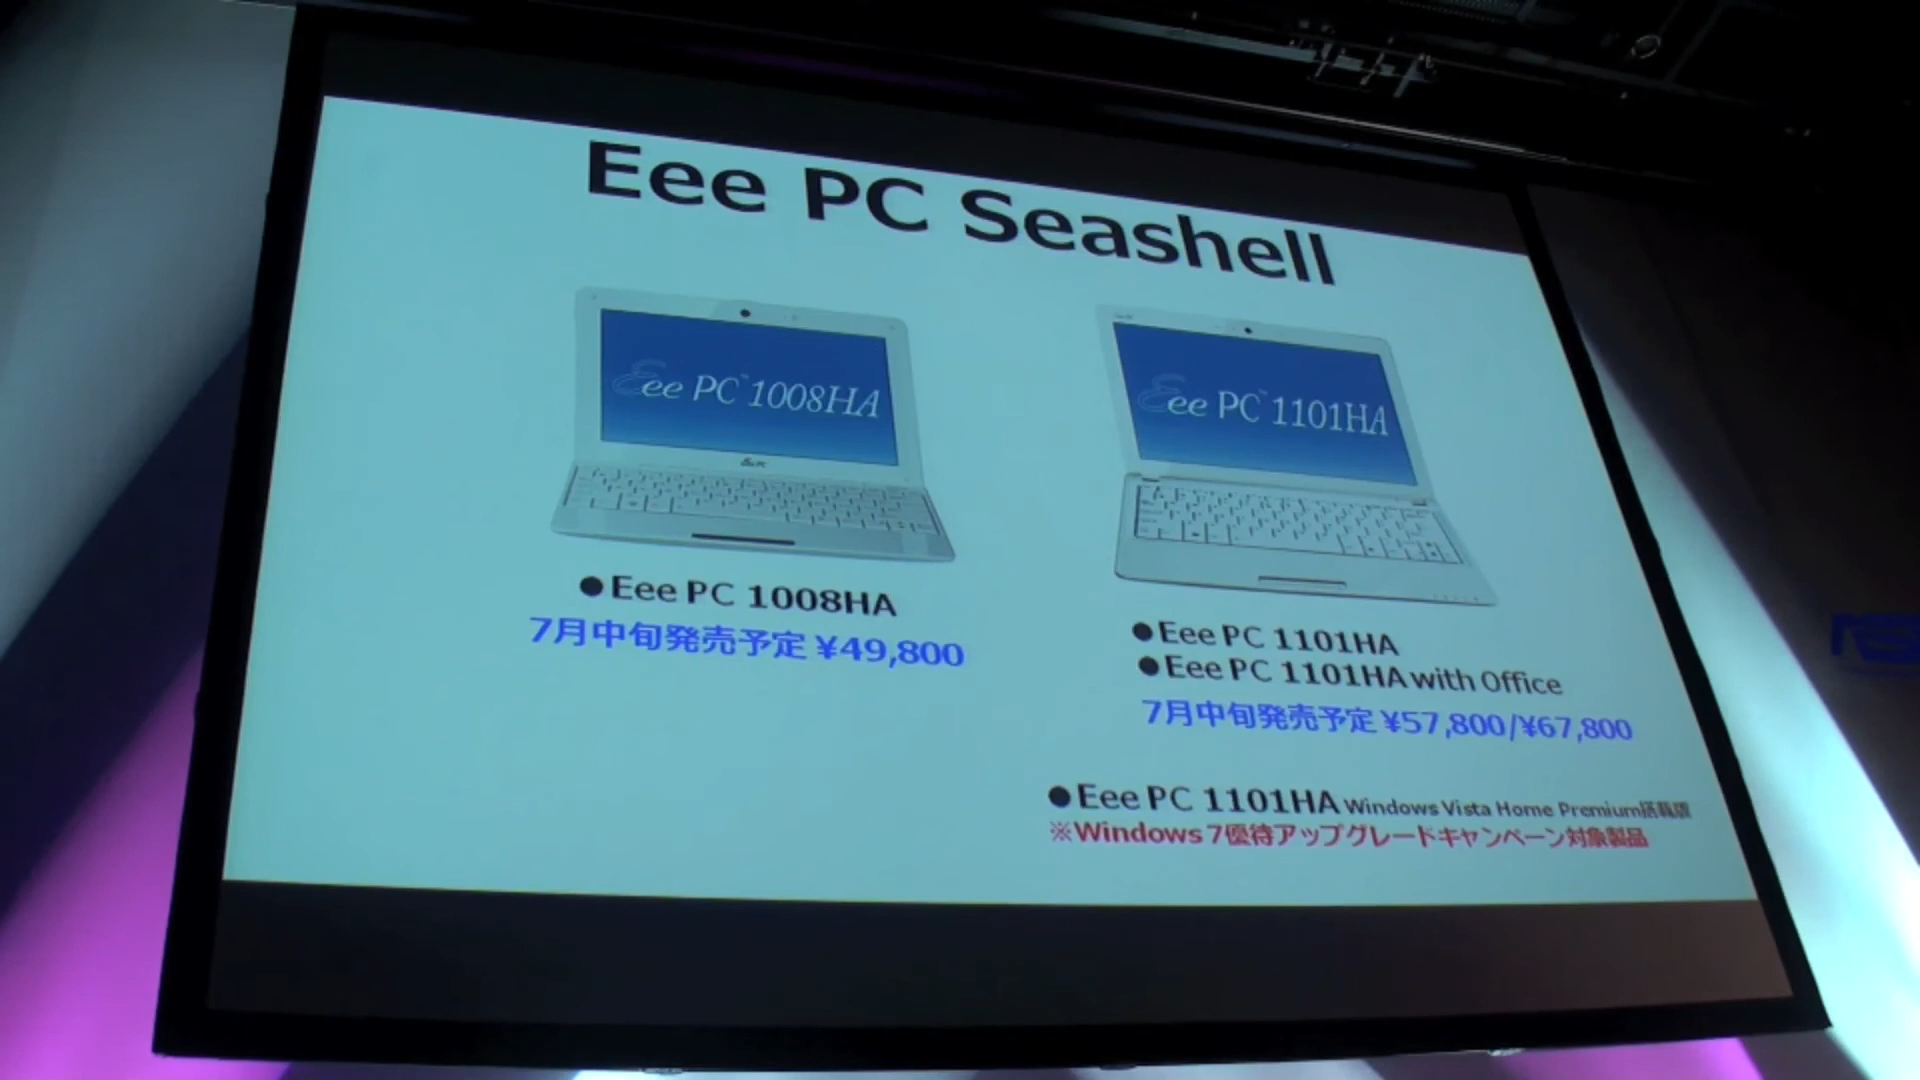 Eee PC Seashell
Eee PC™ 1008HA
Eee PC
Eee PC™ 1101HA
●Eee PC 1008HA
7月中旬発売予定 ¥49,800
●Eee PC 1101HA
●Eee PC 1101HA with Office
7月中旬発売予定 ¥57,800/¥67,800
●Eee PC 1101HA Windows Vista Home Premium搭載版
※Windows 7優待アップグレードキャンペーン対象製品